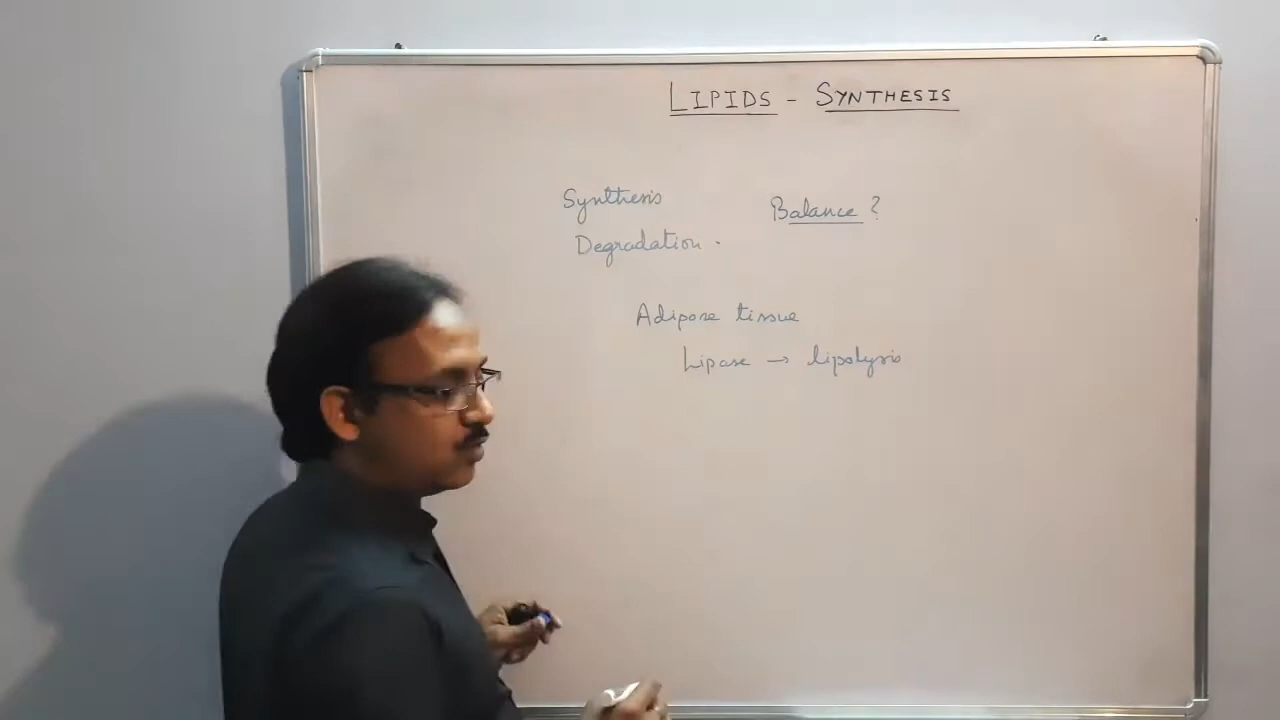 LIPIDS - SYNTHESIS
Synthesis
Balance ?
Degradation .
Adipose tissue
Lipase → lipolysis